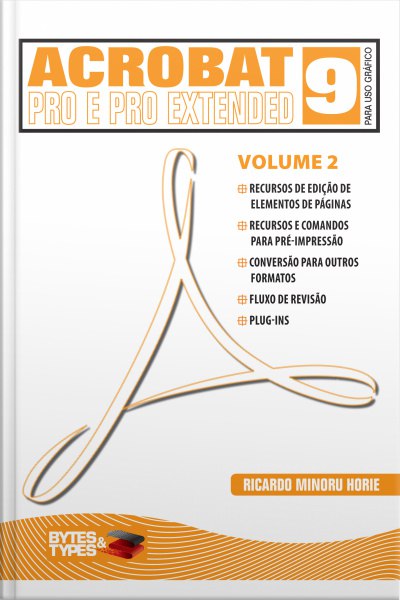 ACROBAT 9
PRO E PRO EXTENDED
PARA USO GRÁFICO
VOLUME 2
RECURSOS DE EDIÇÃO DE
ELEMENTOS DE PÁGINAS
RECURSOS E COMANDOS
PARA PRÉ-IMPRESSÃO
CONVERSÃO PARA OUTROS
FORMATOS
FLUXO DE REVISÃO
PLUG-INS
RICARDO MINORU HORIE
BYTES &
TYPES